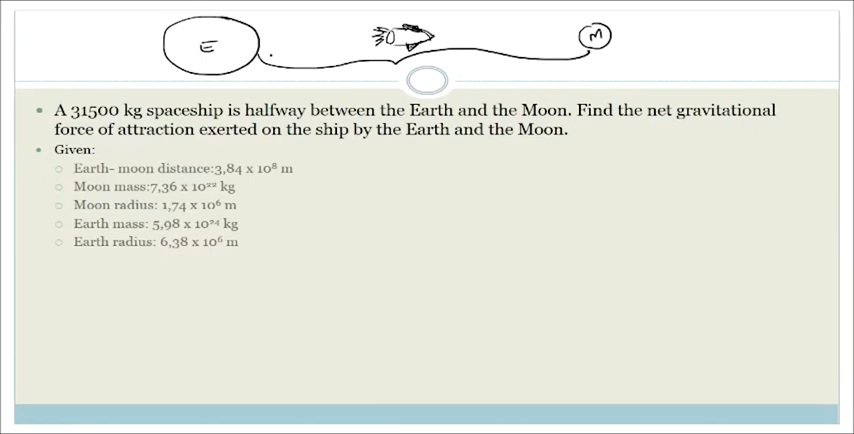 E
M
A 31500 kg spaceship is halfway between the Earth and the Moon. Find the net gravitational
force of attraction exerted on the ship by the Earth and the Moon.
Given:
Earth- moon distance:3,84 x 10⁸ m
Moon mass:7,36 x 10²² kg
Moon radius: 1,74 x 10⁶ m
Earth mass: 5,98 x 10²⁴ kg
Earth radius: 6,38 x 10⁶ m